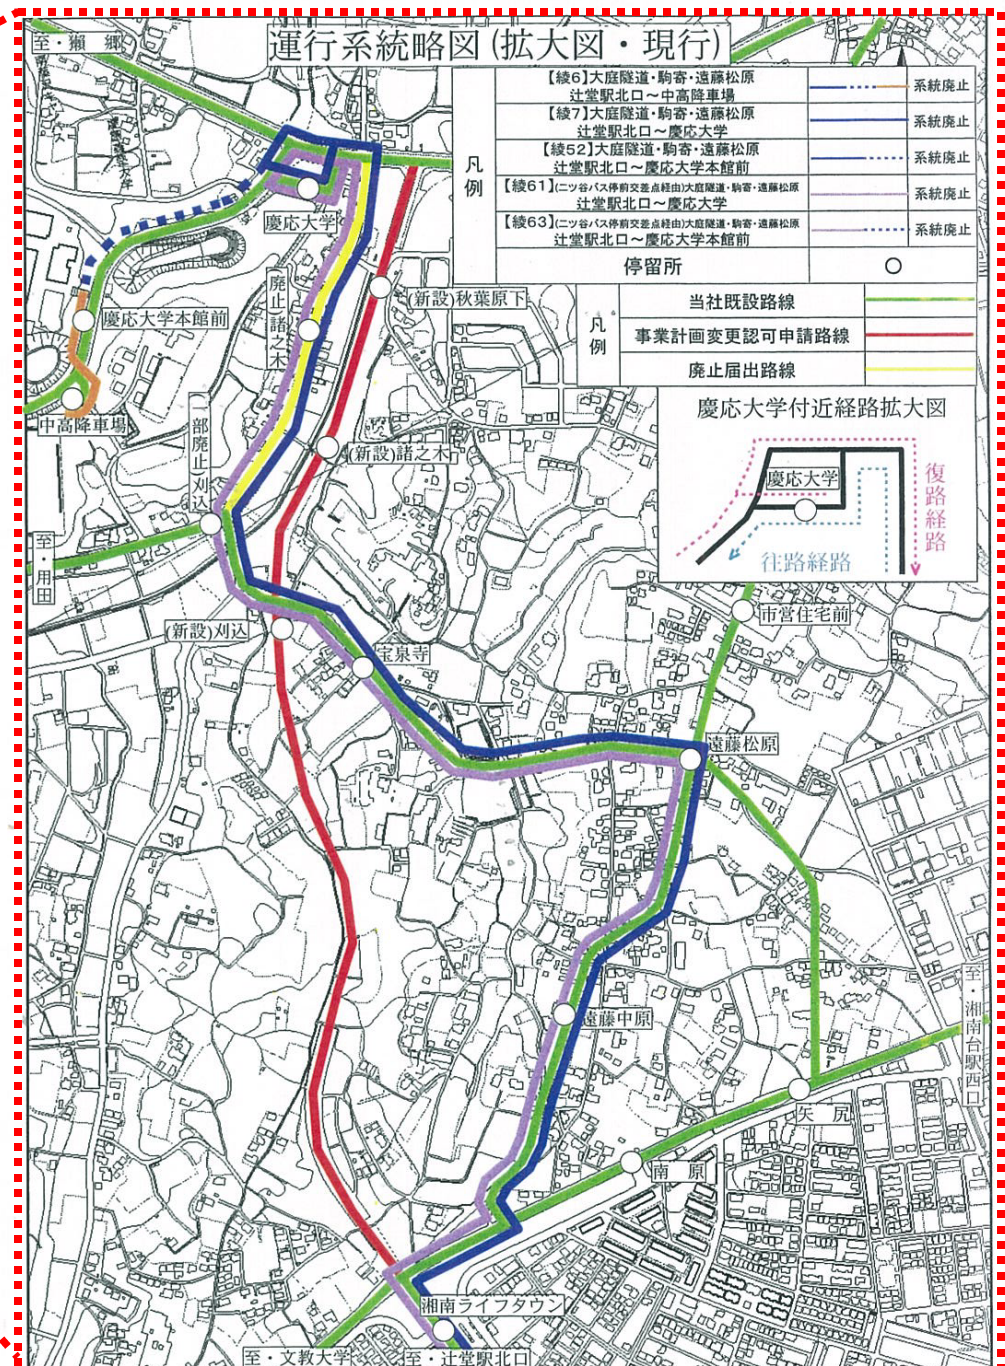 運行系統略図(拡大図・現行)
至・獺郷
凡例
【綾6】大庭隧道・駒寄・遠藤松原
辻堂駅北口～中高降車場
系統廃止
【綾7】大庭隧道・駒寄・遠藤松原
辻堂駅北口～慶応大学
系統廃止
【綾52】大庭隧道・駒寄・遠藤松原
辻堂駅北口～慶応大学本館前
系統廃止
【綾61】(二ツ谷バス停前交差点経由)大庭隧道・駒寄・遠藤松原
辻堂駅北口～慶応大学
系統廃止
【綾63】(二ツ谷バス停前交差点経由)大庭隧道・駒寄・遠藤松原
辻堂駅北口～慶応大学本館前
系統廃止
停留所
凡例
当社既設路線
事業計画変更認可申請路線
廃止届出路線
慶応大学付近経路拡大図
慶応大学
復路経路
往路経路
慶応大学
(新設)秋葉原下
廃止)諸之木
慶応大学本館前
中高降車場
(一部廃止)刈込
(新設)諸之木
至・用田
(新設)刈込
宝泉寺
市営住宅前
遠藤松原
遠藤中原
至・湘南台駅西口
矢尻
南原
湘南ライフタウン
至・文教大学
至・辻堂駅北口